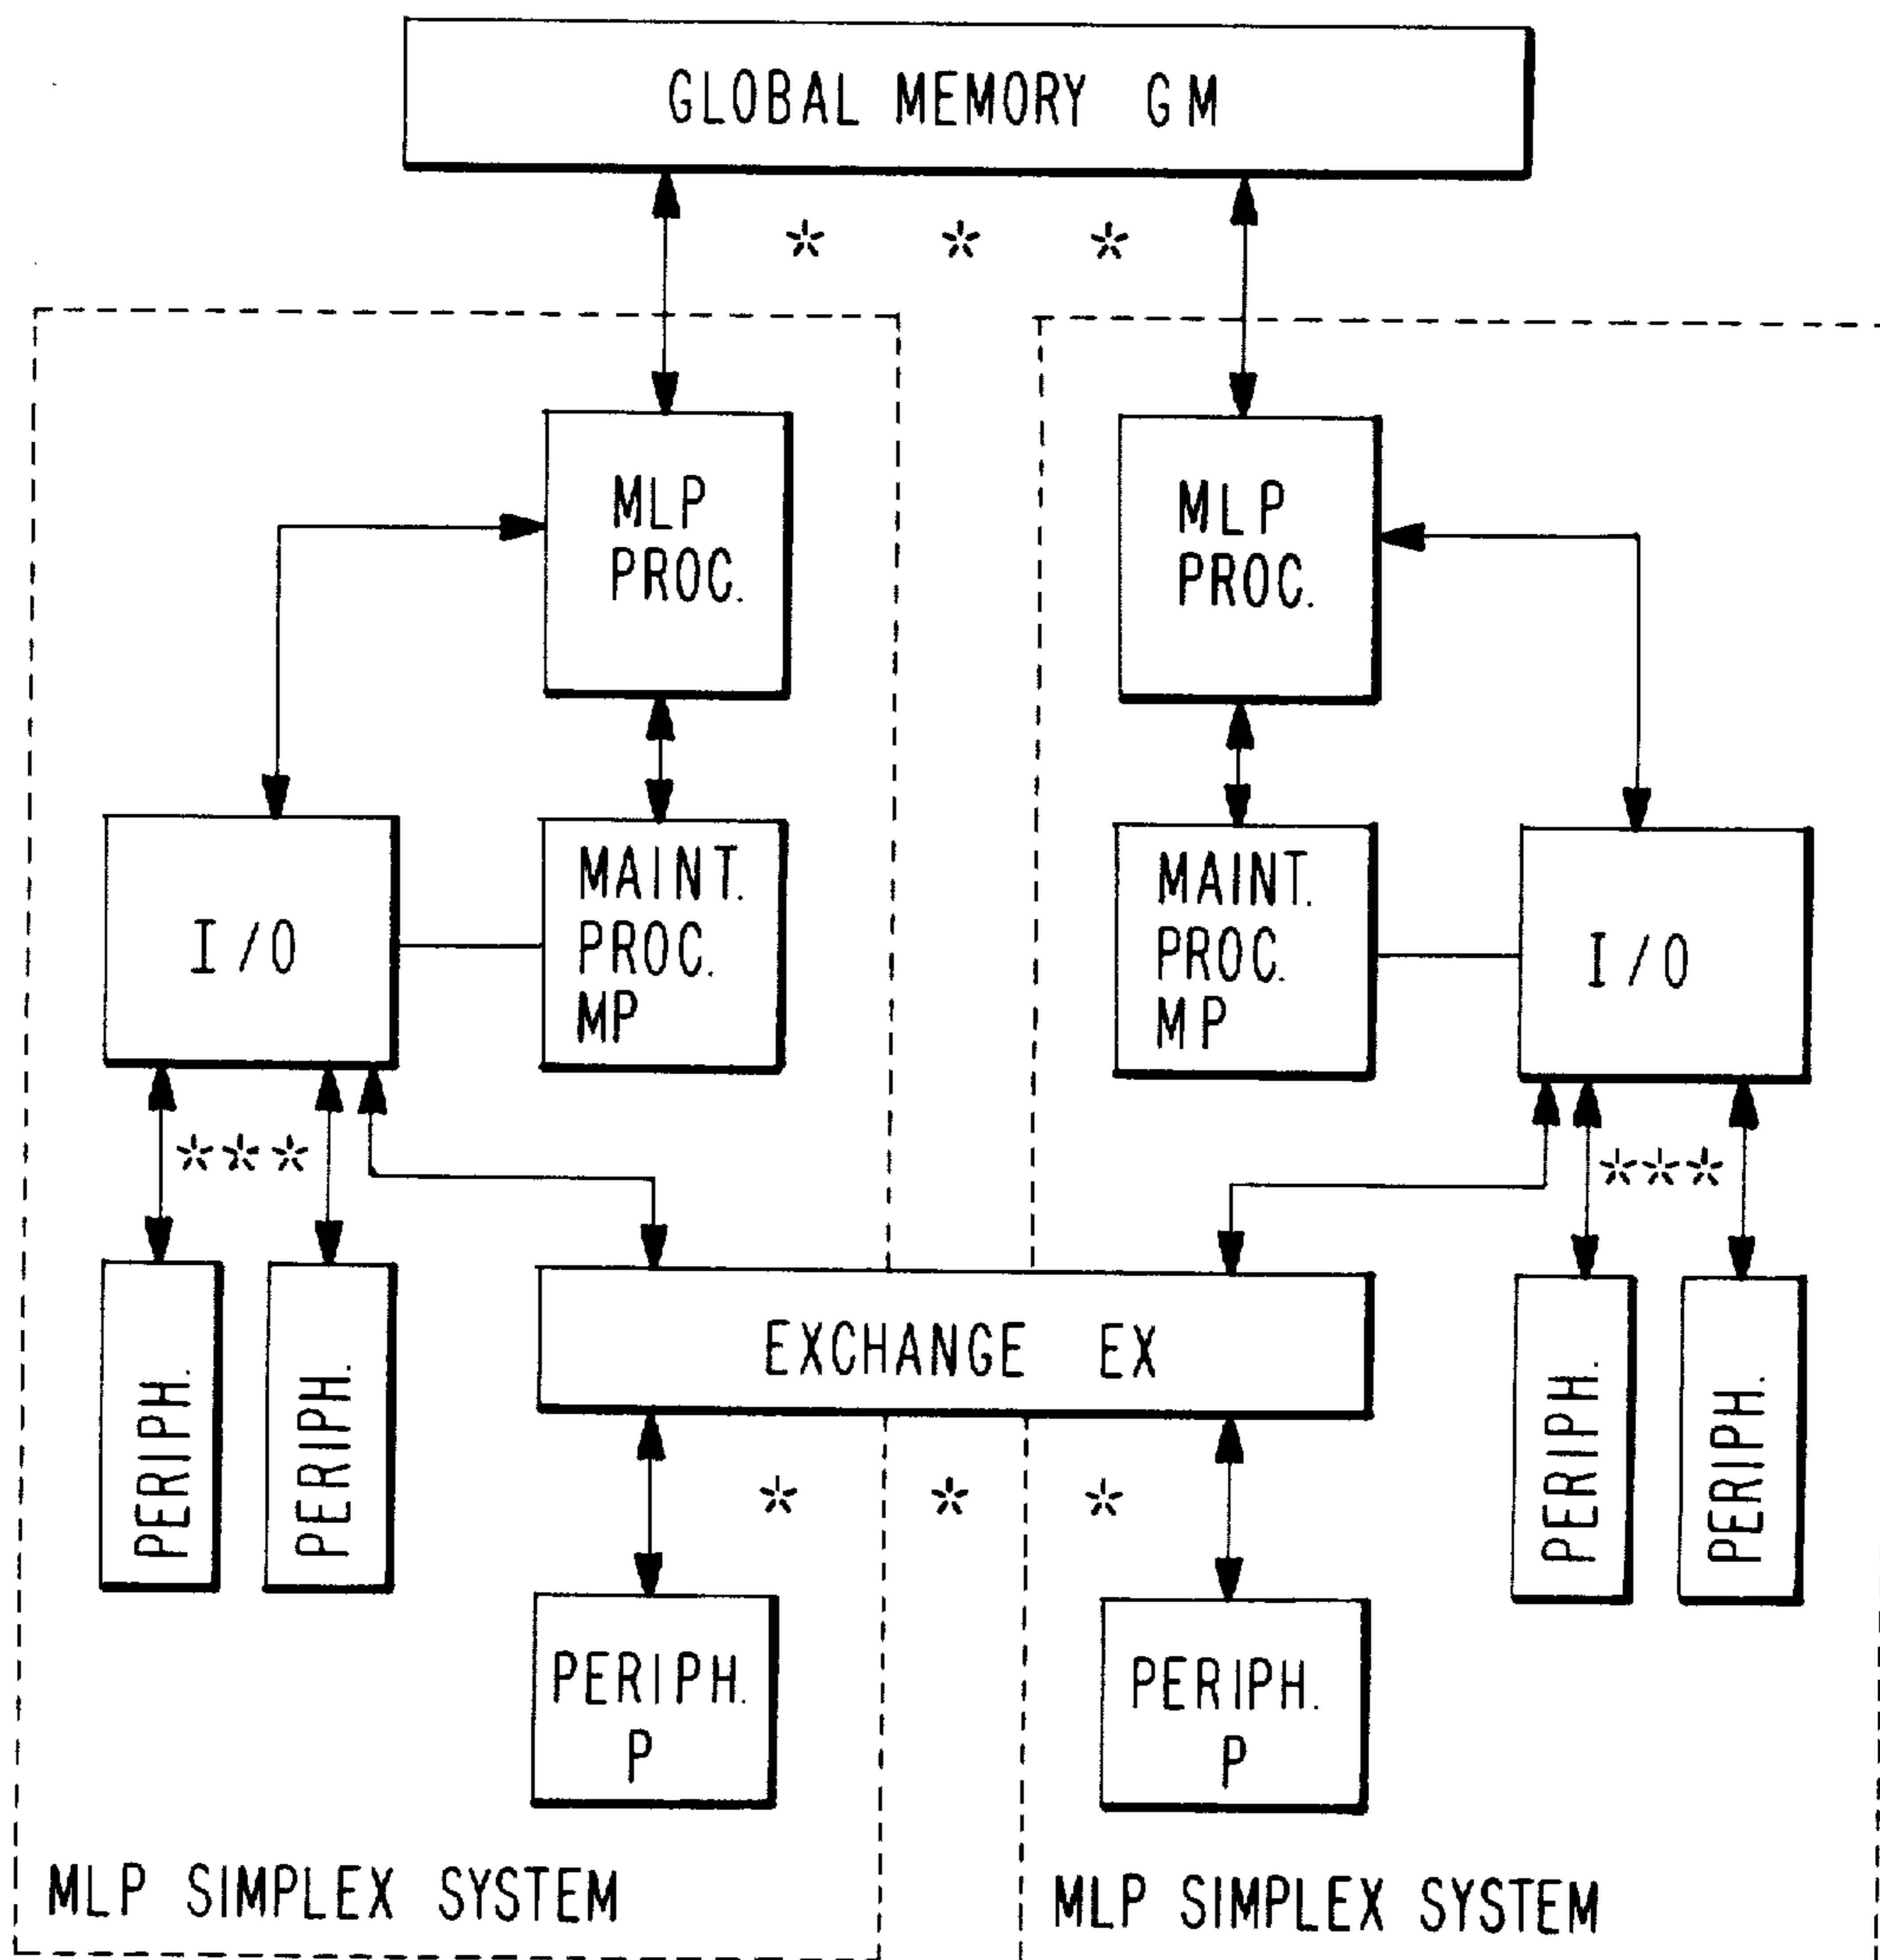 GLOBAL MEMORY GM
* * *
MLP
PROC.
MLP
PROC.
I/O
MAINT.
PROC.
MP
MAINT.
PROC.
MP
I/O
***
***
PERIPH.
PERIPH.
EXCHANGE EX
PERIPH.
PERIPH.
* * *
PERIPH.
P
PERIPH.
P
MLP SIMPLEX SYSTEM
MLP SIMPLEX SYSTEM